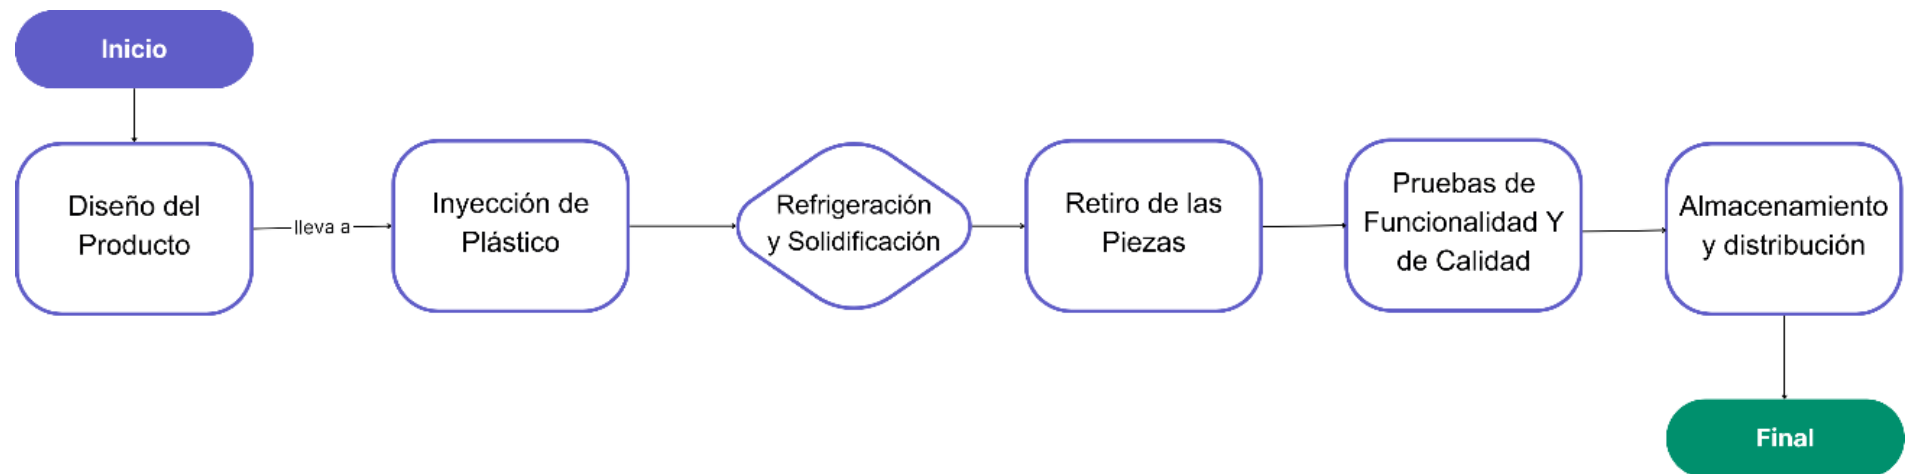 Inicio
Diseño del
Producto
lleva a
Inyección de
Plástico
Refrigeración
y Solidificación
Retiro de las
Piezas
Pruebas de
Funcionalidad Y
de Calidad
Almacenamiento
y distribución
Final